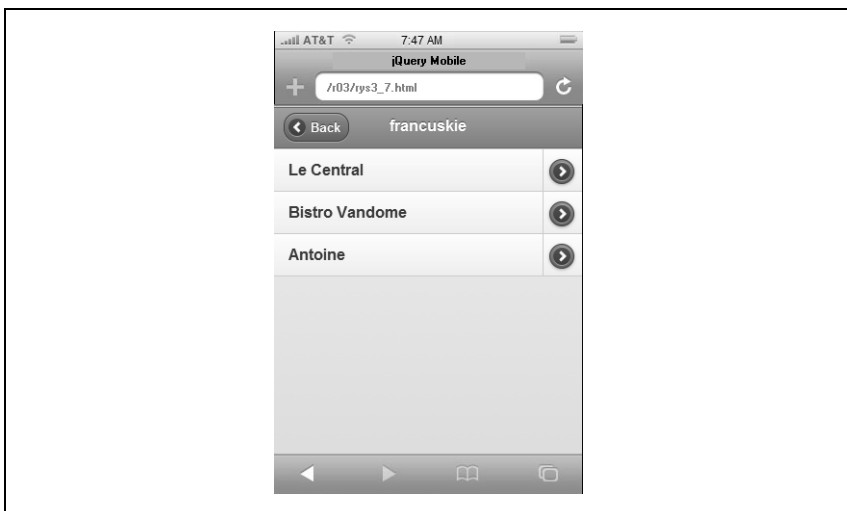 AT&T 7:47 AM
jQuery Mobile
/r03/rys3_7.html
Back francuskie
Le Central
Bistro Vandome
Antoine